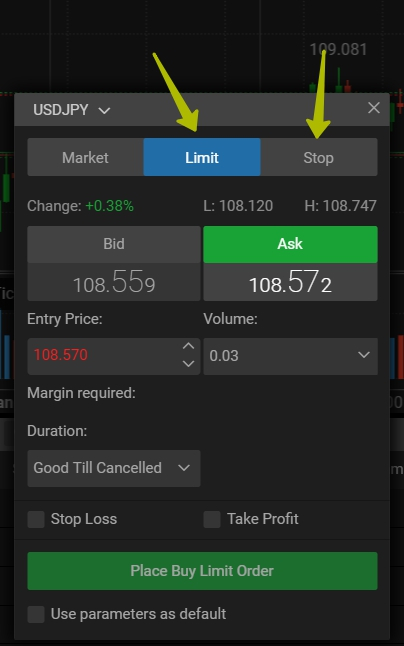 109.081
USDJPY
Market Limit Stop
Change: +0.38% L: 108.120 H: 108.747
Bid Ask
108.559 108.572
Entry Price: Volume:
108.570 0.03
Margin required:
Duration:
Good Till Cancelled
Stop Loss Take Profit
Place Buy Limit Order
Use parameters as default